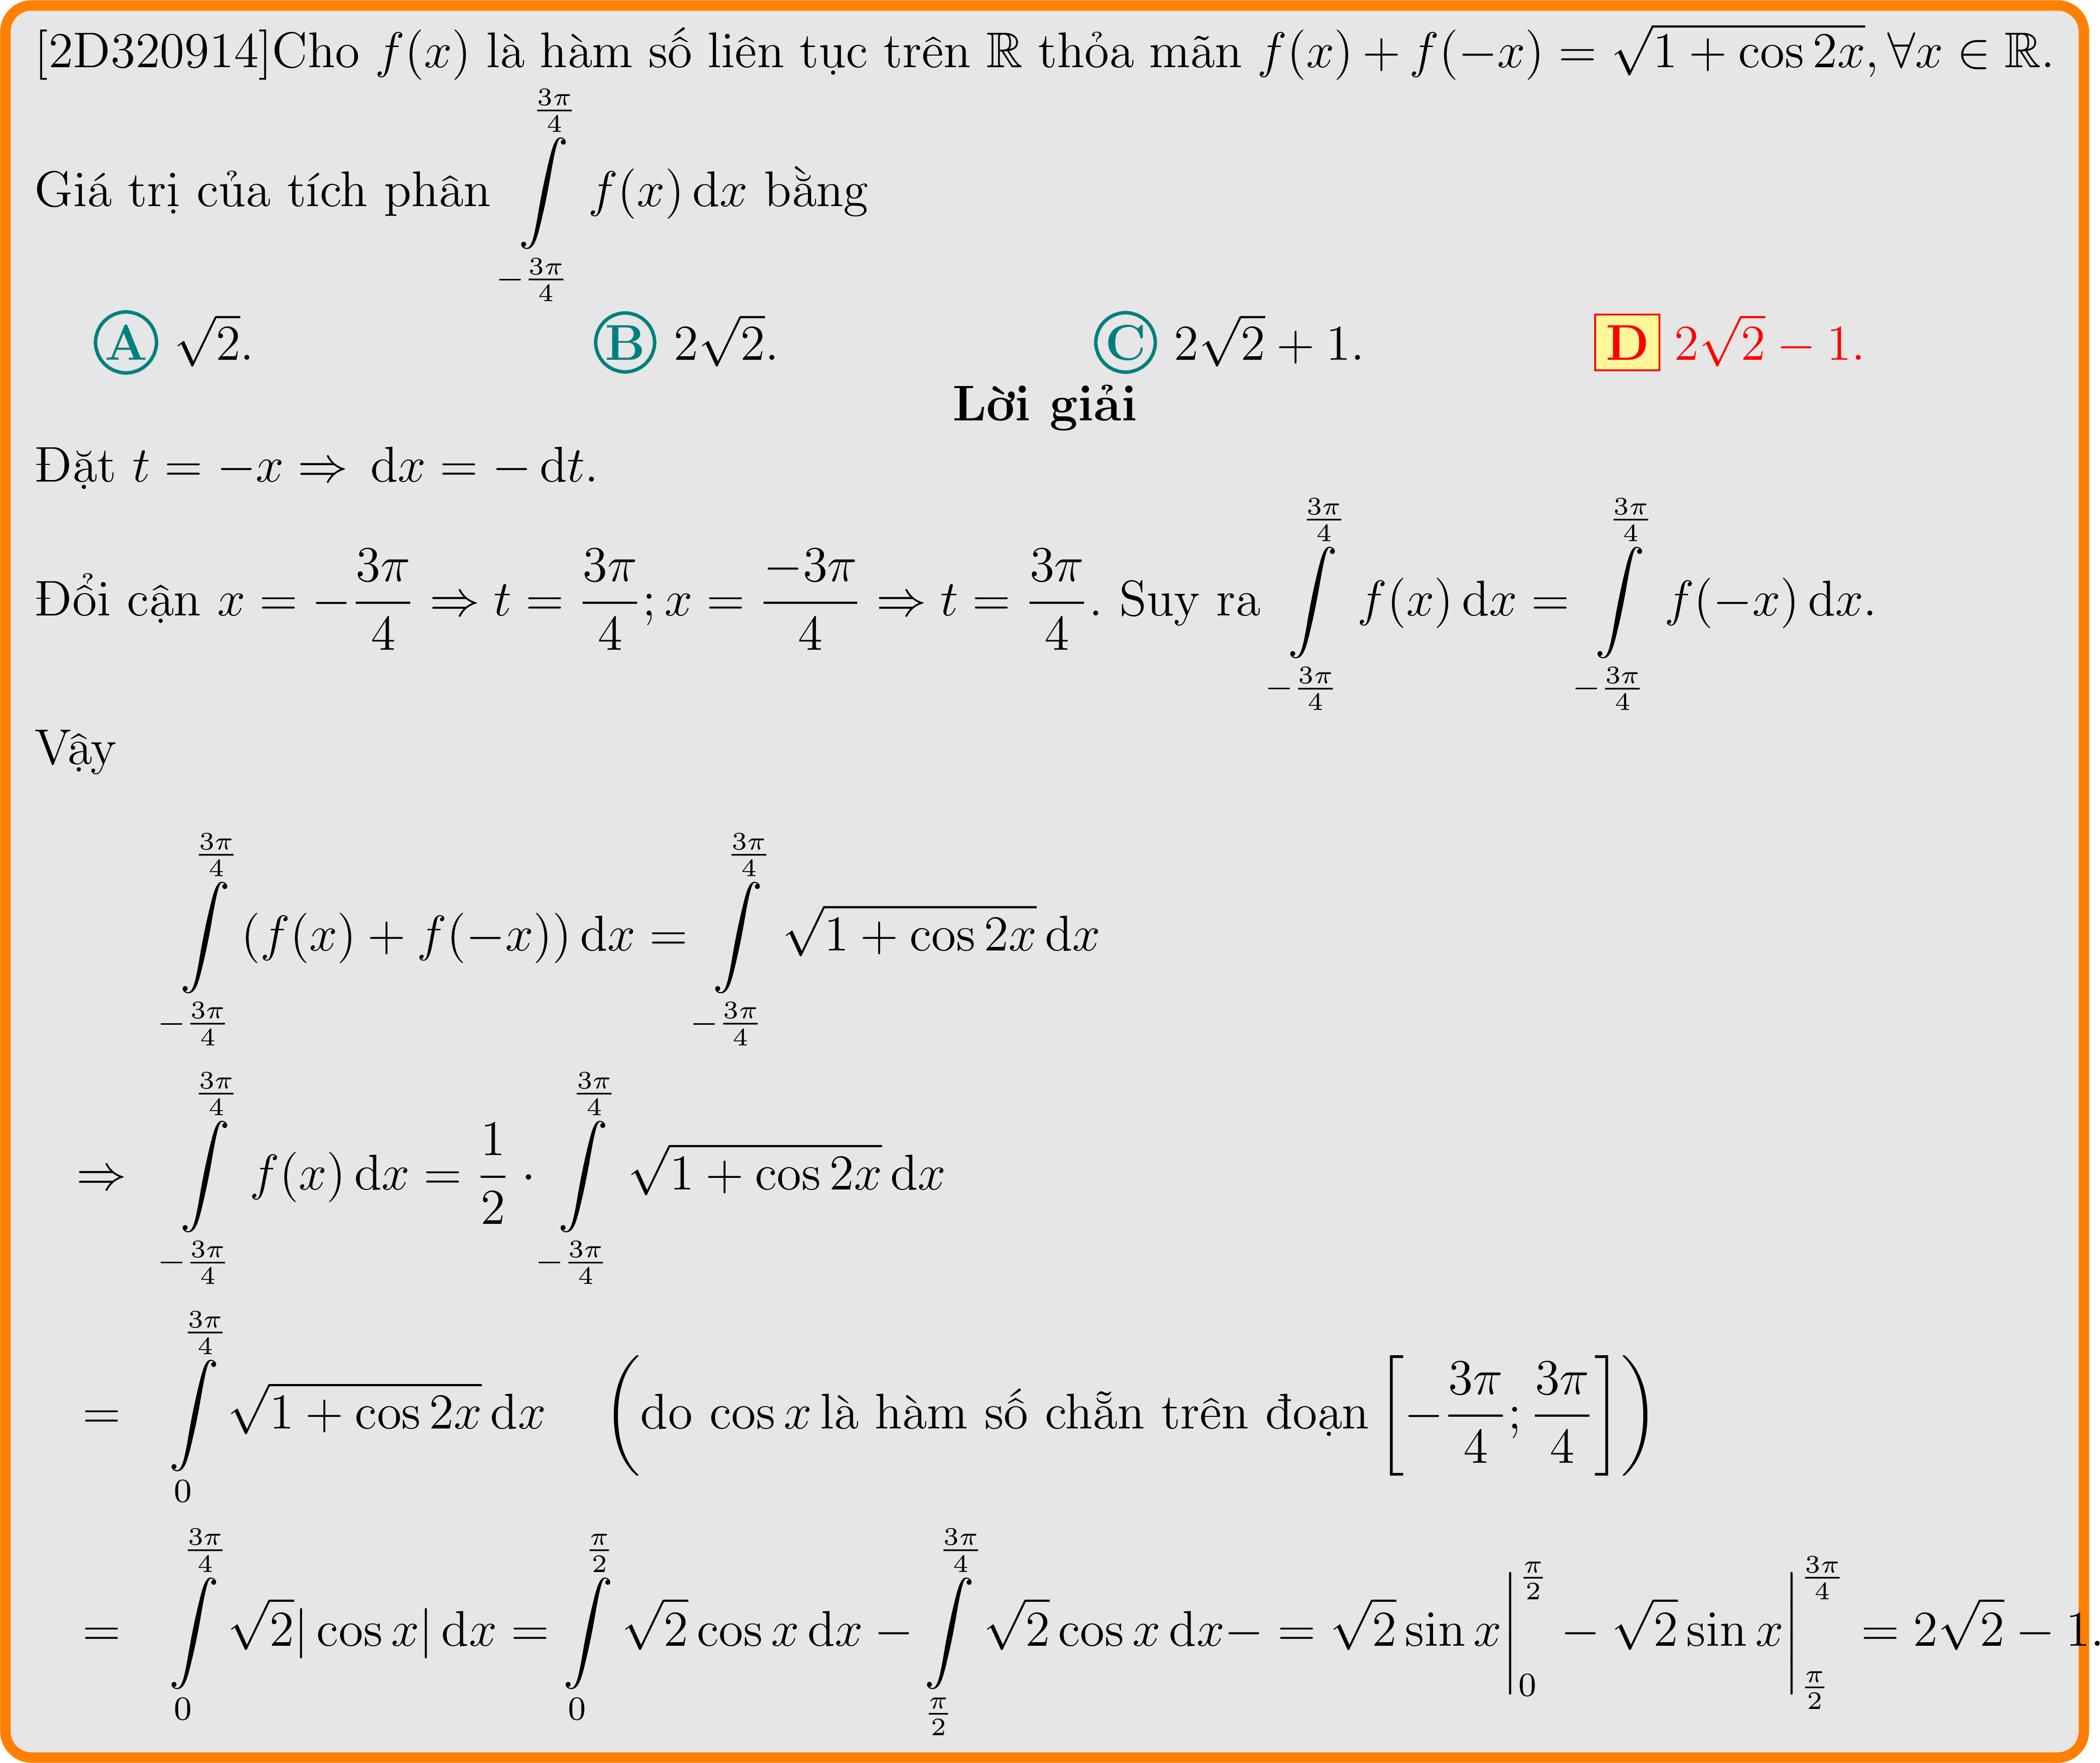 [2D320914]Cho $f(x)$ là hàm số liên tục trên $\mathbb{R}$ thỏa mãn $f(x)+f(-x)=\sqrt{1+\cos 2x}, \forall x \in \mathbb{R}.$
Giá trị của tích phân $\int\limits_{-\frac{3\pi}{4}}^{\frac{3\pi}{4}} f(x)\,\mathrm{d}x$ bằng
A $\sqrt{2}.$ B $2\sqrt{2}.$ C $2\sqrt{2}+1.$ D $2\sqrt{2}-1.$
Lời giải
Đặt $t=-x \Rightarrow \mathrm{d}x=-\mathrm{d}t.$
Đổi cận $x=-\dfrac{3\pi}{4} \Rightarrow t=\dfrac{3\pi}{4}; x=\dfrac{-3\pi}{4} \Rightarrow t=\dfrac{3\pi}{4}.$ Suy ra $\int\limits_{-\frac{3\pi}{4}}^{\frac{3\pi}{4}} f(x)\,\mathrm{d}x=\int\limits_{-\frac{3\pi}{4}}^{\frac{3\pi}{4}} f(-x)\,\mathrm{d}x.$
Vậy
$\int\limits_{-\frac{3\pi}{4}}^{\frac{3\pi}{4}} (f(x)+f(-x))\,\mathrm{d}x=\int\limits_{-\frac{3\pi}{4}}^{\frac{3\pi}{4}} \sqrt{1+\cos 2x}\,\mathrm{d}x$
$\Rightarrow \int\limits_{-\frac{3\pi}{4}}^{\frac{3\pi}{4}} f(x)\,\mathrm{d}x=\dfrac{1}{2}\cdot\int\limits_{-\frac{3\pi}{4}}^{\frac{3\pi}{4}} \sqrt{1+\cos 2x}\,\mathrm{d}x$
$= \int\limits_{0}^{\frac{3\pi}{4}} \sqrt{1+\cos 2x}\,\mathrm{d}x \quad \left(\text{do } \cos x \text{ là hàm số chẵn trên đoạn } \left[-\dfrac{3\pi}{4};\dfrac{3\pi}{4}\right]\right)$
$= \int\limits_{0}^{\frac{3\pi}{4}} \sqrt{2}|\cos x|\,\mathrm{d}x=\int\limits_{0}^{\frac{\pi}{2}} \sqrt{2}\cos x\,\mathrm{d}x-\int\limits_{\frac{\pi}{2}}^{\frac{3\pi}{4}} \sqrt{2}\cos x\,\mathrm{d}x-=\sqrt{2}\sin x\Big|_{0}^{\frac{\pi}{2}}-\sqrt{2}\sin x\Big|_{\frac{\pi}{2}}^{\frac{3\pi}{4}}=2\sqrt{2}-1.$